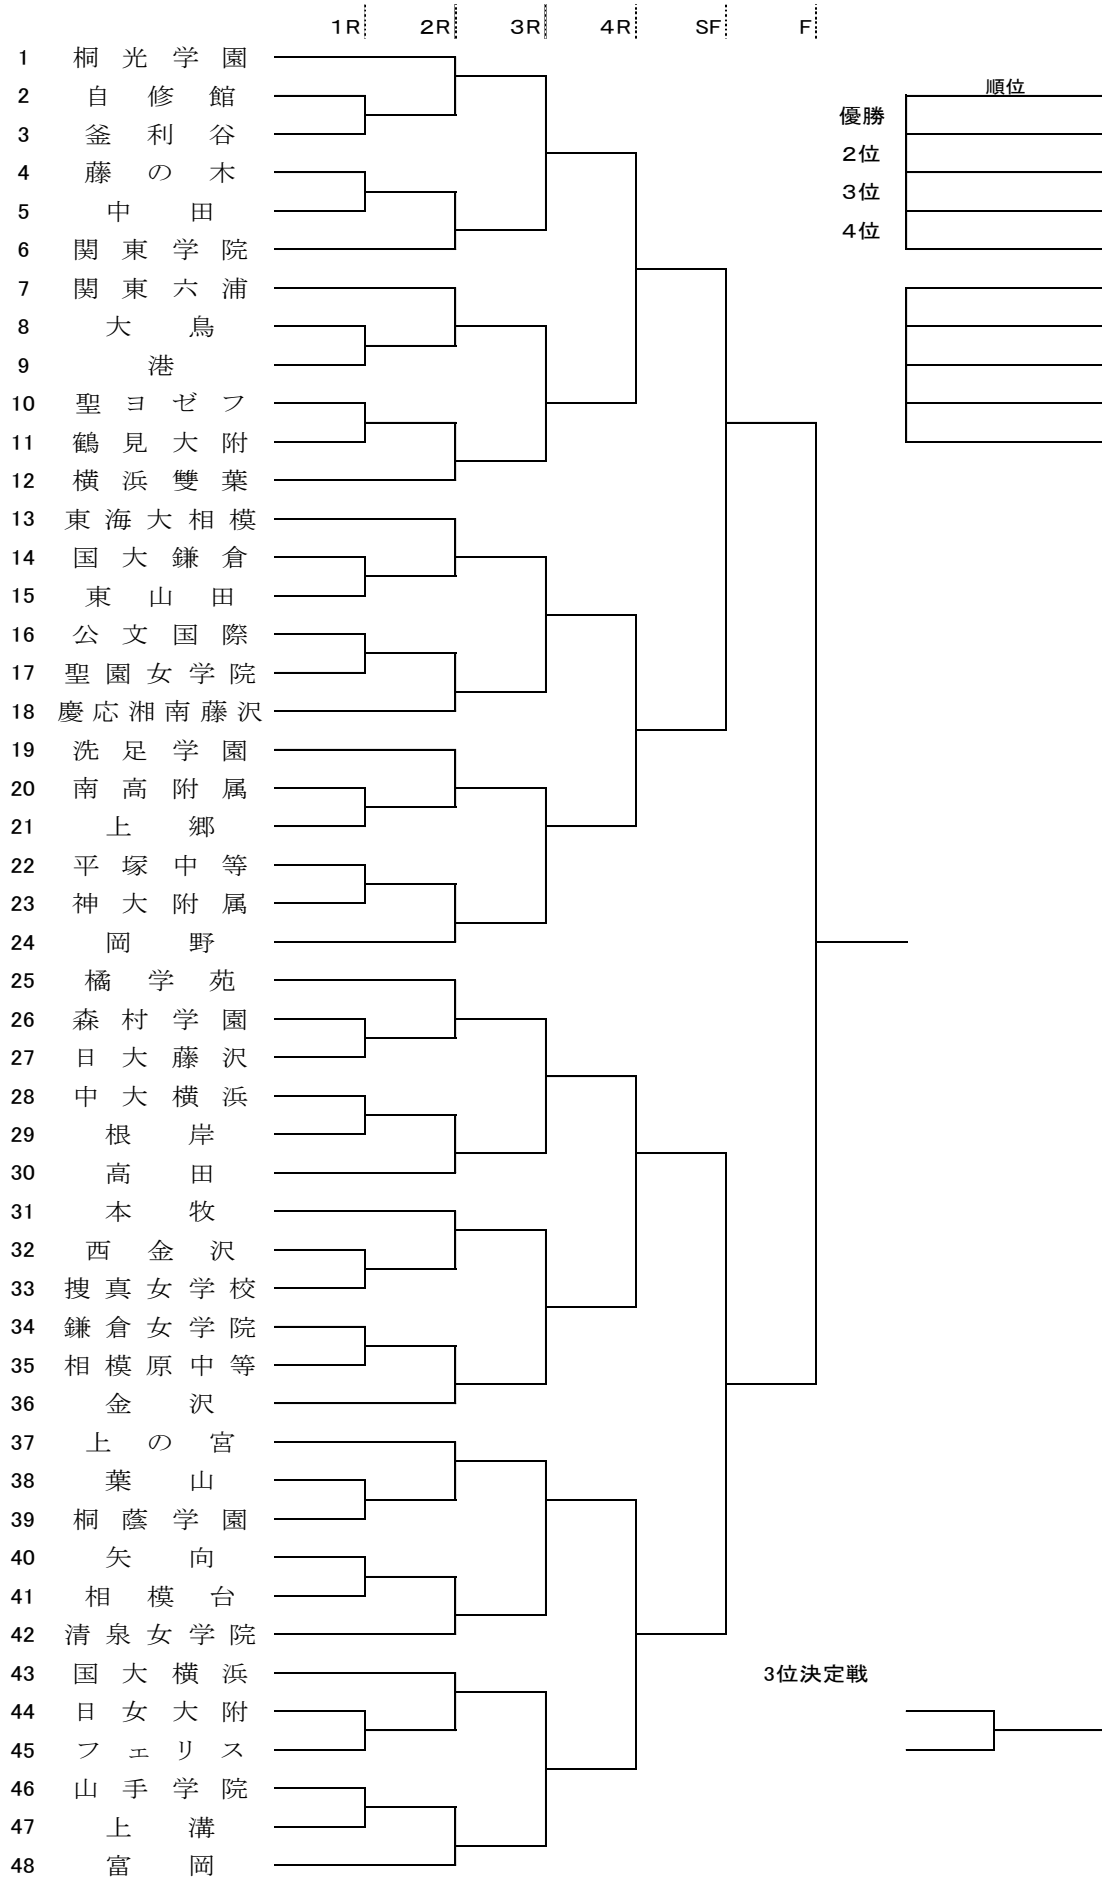 1R 2R 3R 4R SF F
1 桐光学園
順位
2 自修館
優勝
3 釜利谷
2位
4 藤の木
3位
5 中田
4位
6 関東学院
7 関東六浦
8 大鳥
9 港
10 聖ヨゼフ
11 鶴見大附
12 横浜雙葉
13 東海大相模
14 国大鎌倉
15 東山田
16 公文国際
17 聖園女学院
18 慶応湘南藤沢
19 洗足学園
20 南高附属
21 上郷
22 平塚中等
23 神大附属
24 岡野
25 橘学苑
26 森村学園
27 日大藤沢
28 中大横浜
29 根岸
30 高田
31 本牧
32 西金沢
33 捜真女学校
34 鎌倉女学院
35 相模原中等
36 金沢
37 上の宮
38 葉山
39 桐蔭学園
40 矢向
41 相模台
42 清泉女学院
43 国大横浜
3位決定戦
44 日女大附
45 フェリス
46 山手学院
47 上溝
48 富岡